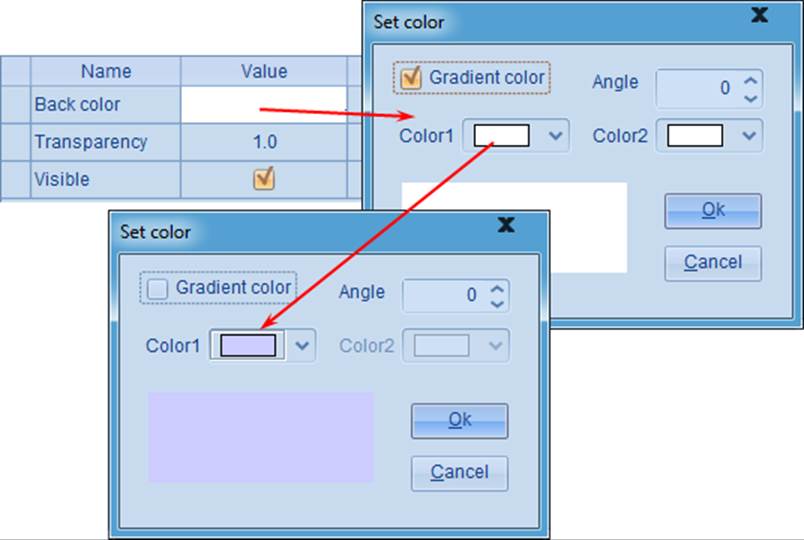 Set color
X
Name Value
Gradient color Angle 0
Back color
Color1 Color2
Transparency 1.0
Visible
Ok
Set color X
Cancel
Gradient color Angle 0
Color1 Color2
Ok
Cancel